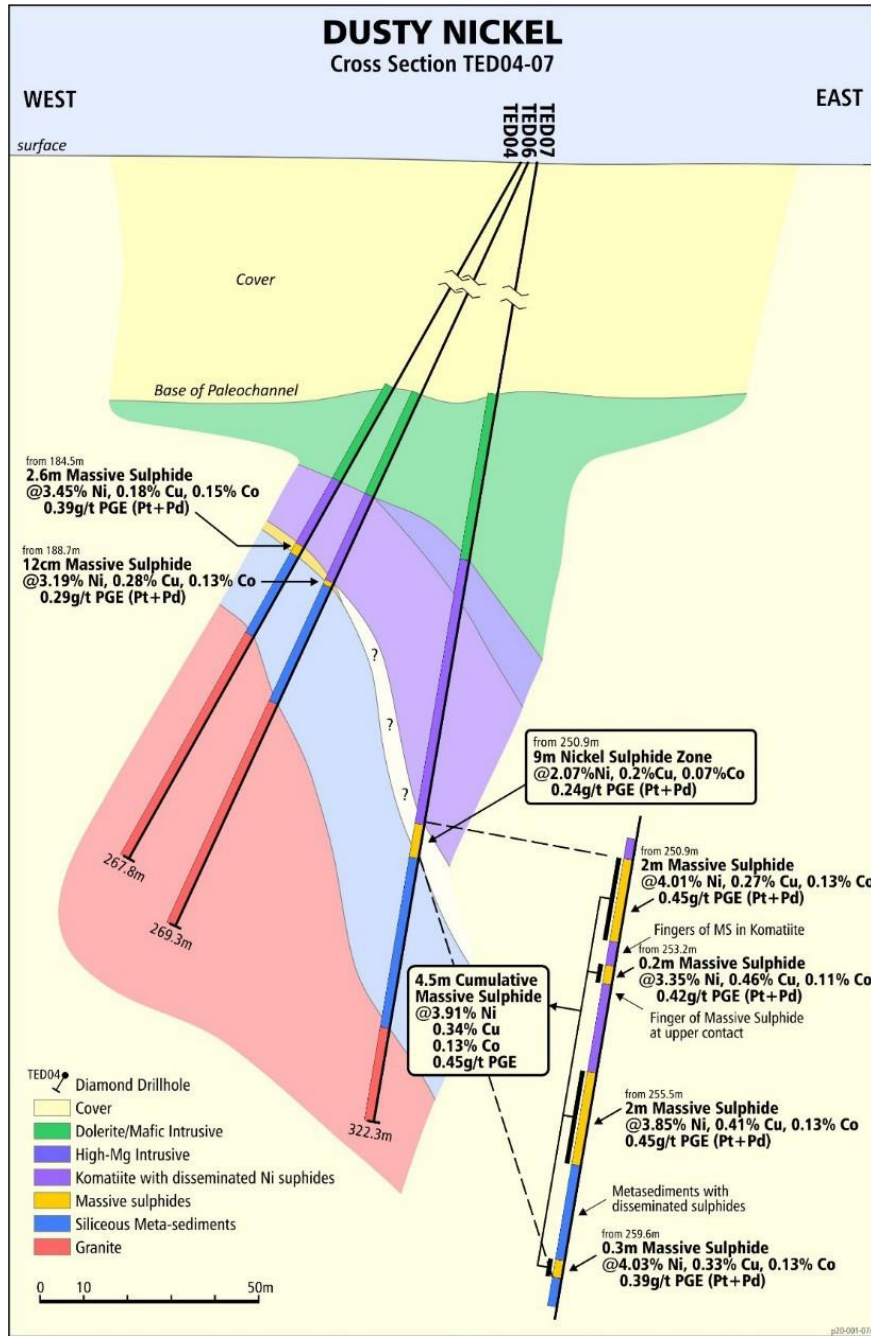 DUSTY NICKEL
Cross Section TED04-07
WEST
EAST
TED04
TED06
TED07
surface
Cover
Base of Paleochannel
from 184.5m
2.6m Massive Sulphide
@3.45% Ni, 0.18% Cu, 0.15% Co
0.39g/t PGE (Pt+Pd)
from 188.7m
12cm Massive Sulphide
@3.19% Ni, 0.28% Cu, 0.13% Co
0.29g/t PGE (Pt+Pd)
?
?
?
from 250.9m
9m Nickel Sulphide Zone
@2.07%Ni, 0.2%Cu, 0.07%Co
0.24g/t PGE (Pt+Pd)
267.8m
269.3m
322.3m
from 250.9m
2m Massive Sulphide
@4.01% Ni, 0.27% Cu, 0.13% Co
0.45g/t PGE (Pt+Pd)
Fingers of MS in Komatiite
from 253.2m
0.2m Massive Sulphide
@3.35% Ni, 0.46% Cu, 0.11% Co
0.42g/t PGE (Pt+Pd)
Finger of Massive Sulphide
at upper contact
4.5m Cumulative
Massive Sulphide
@3.91% Ni
0.34% Cu
0.13% Co
0.45g/t PGE
from 255.5m
2m Massive Sulphide
@3.85% Ni, 0.41% Cu, 0.13% Co
0.45g/t PGE (Pt+Pd)
Metasediments with
disseminated sulphides
from 259.6m
0.3m Massive Sulphide
@4.03% Ni, 0.33% Cu, 0.13% Co
0.39g/t PGE (Pt+Pd)
TED04
Diamond Drillhole
Cover
Dolerite/Mafic Intrusive
High-Mg Intrusive
Komatiite with disseminated Ni suphides
Massive sulphides
Siliceous Meta-sediments
Granite
0 10 50m